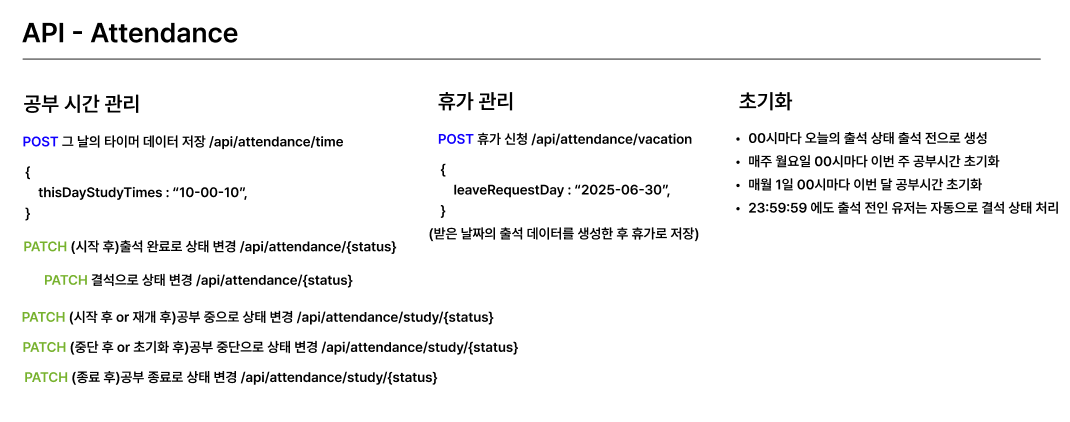 API - Attendance
공부 시간 관리
POST 그 날의 타이머 데이터 저장 /api/attendance/time
{
thisDayStudyTimes : “10-00-10”,
}
PATCH (시작 후)출석 완료로 상태 변경 /api/attendance/{status}
PATCH 결석으로 상태 변경 /api/attendance/{status}
PATCH (시작 후 or 재개 후)공부 중으로 상태 변경 /api/attendance/study/{status}
PATCH (중단 후 or 초기화 후)공부 중단으로 상태 변경 /api/attendance/study/{status}
PATCH (종료 후)공부 종료로 상태 변경 /api/attendance/study/{status}
휴가 관리
POST 휴가 신청 /api/attendance/vacation
{
leaveRequestDay : “2025-06-30”,
}
(받은 날짜의 출석 데이터를 생성한 후 휴가로 저장)
초기화
• 00시마다 오늘의 출석 상태 출석 전으로 생성
• 매주 월요일 00시마다 이번 주 공부시간 초기화
• 매월 1일 00시마다 이번 달 공부시간 초기화
• 23:59:59 에도 출석 전인 유저는 자동으로 결석 상태 처리